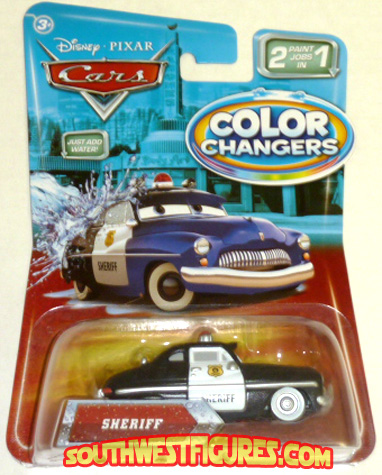 3+
Disney · PIXAR
Cars
2 PAINT JOBS IN 1
COLOR
CHANGERS
JUST ADD
WATER!
SHERIFF
SHERIFF
SHERIFF
SOUTHWESTFIGURES.COM